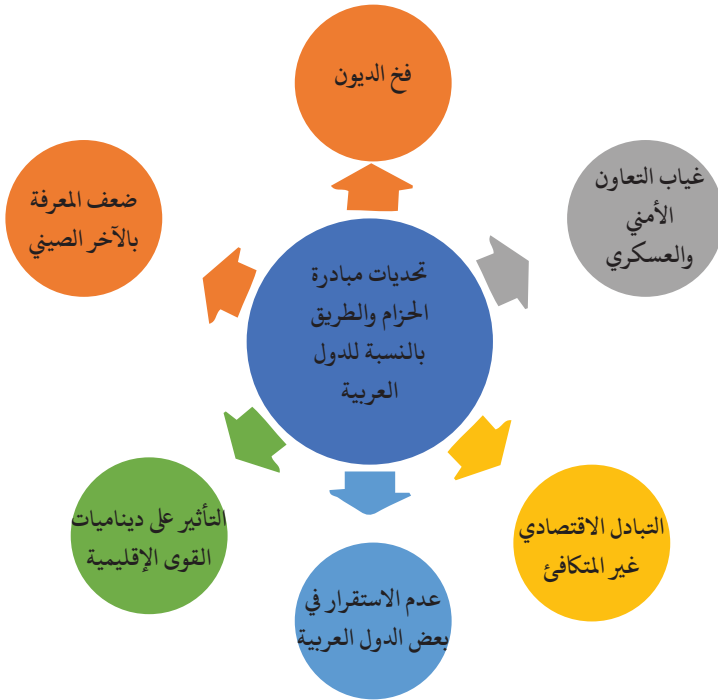 فخ الديون
غياب التعاون
الأمني
والعسكري
ضعف المعرفة
بالآخر الصيني
تحديات مبادرة
الحزام والطريق
بالنسبة للدول
العربية
التبادل الاقتصادي
غير المتكافئ
التأثير على ديناميات
القوى الإقليمية
عدم الاستقرار في
بعض الدول العربية